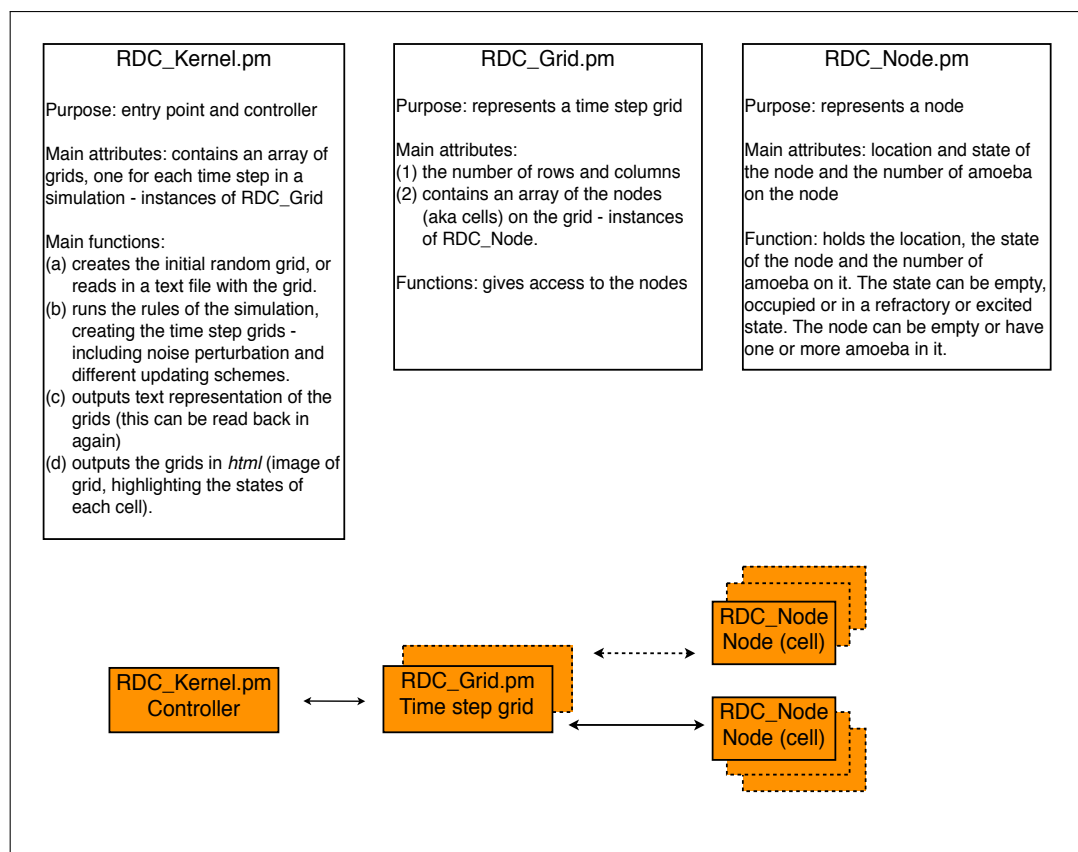 RDC_Kernel.pm
Purpose: entry point and controller
Main attributes: contains an array of
grids, one for each time step in a
simulation - instances of RDC_Grid
Main functions:
(a) creates the initial random grid, or
reads in a text file with the grid.
(b) runs the rules of the simulation,
creating the time step grids -
including noise perturbation and
different updating schemes.
(c) outputs text representation of the
grids (this can be read back in
again)
(d) outputs the grids in html (image of
grid, highlighting the states of
each cell).
RDC_Grid.pm
Purpose: represents a time step grid
Main attributes:
(1) the number of rows and columns
(2) contains an array of the nodes
(aka cells) on the grid - instances
of RDC_Node.
Functions: gives access to the nodes
RDC_Node.pm
Purpose: represents a node
Main attributes: location and state of
the node and the number of amoeba
on the node
Function: holds the location, the state
of the node and the number of
amoeba on it. The state can be empty,
occupied or in a refractory or excited
state. The node can be empty or have
one or more amoeba in it.
RDC_Kernel.pm
Controller
RDC_Grid.pm
Time step grid
RDC_Node
Node (cell)
RDC_Node
Node (cell)